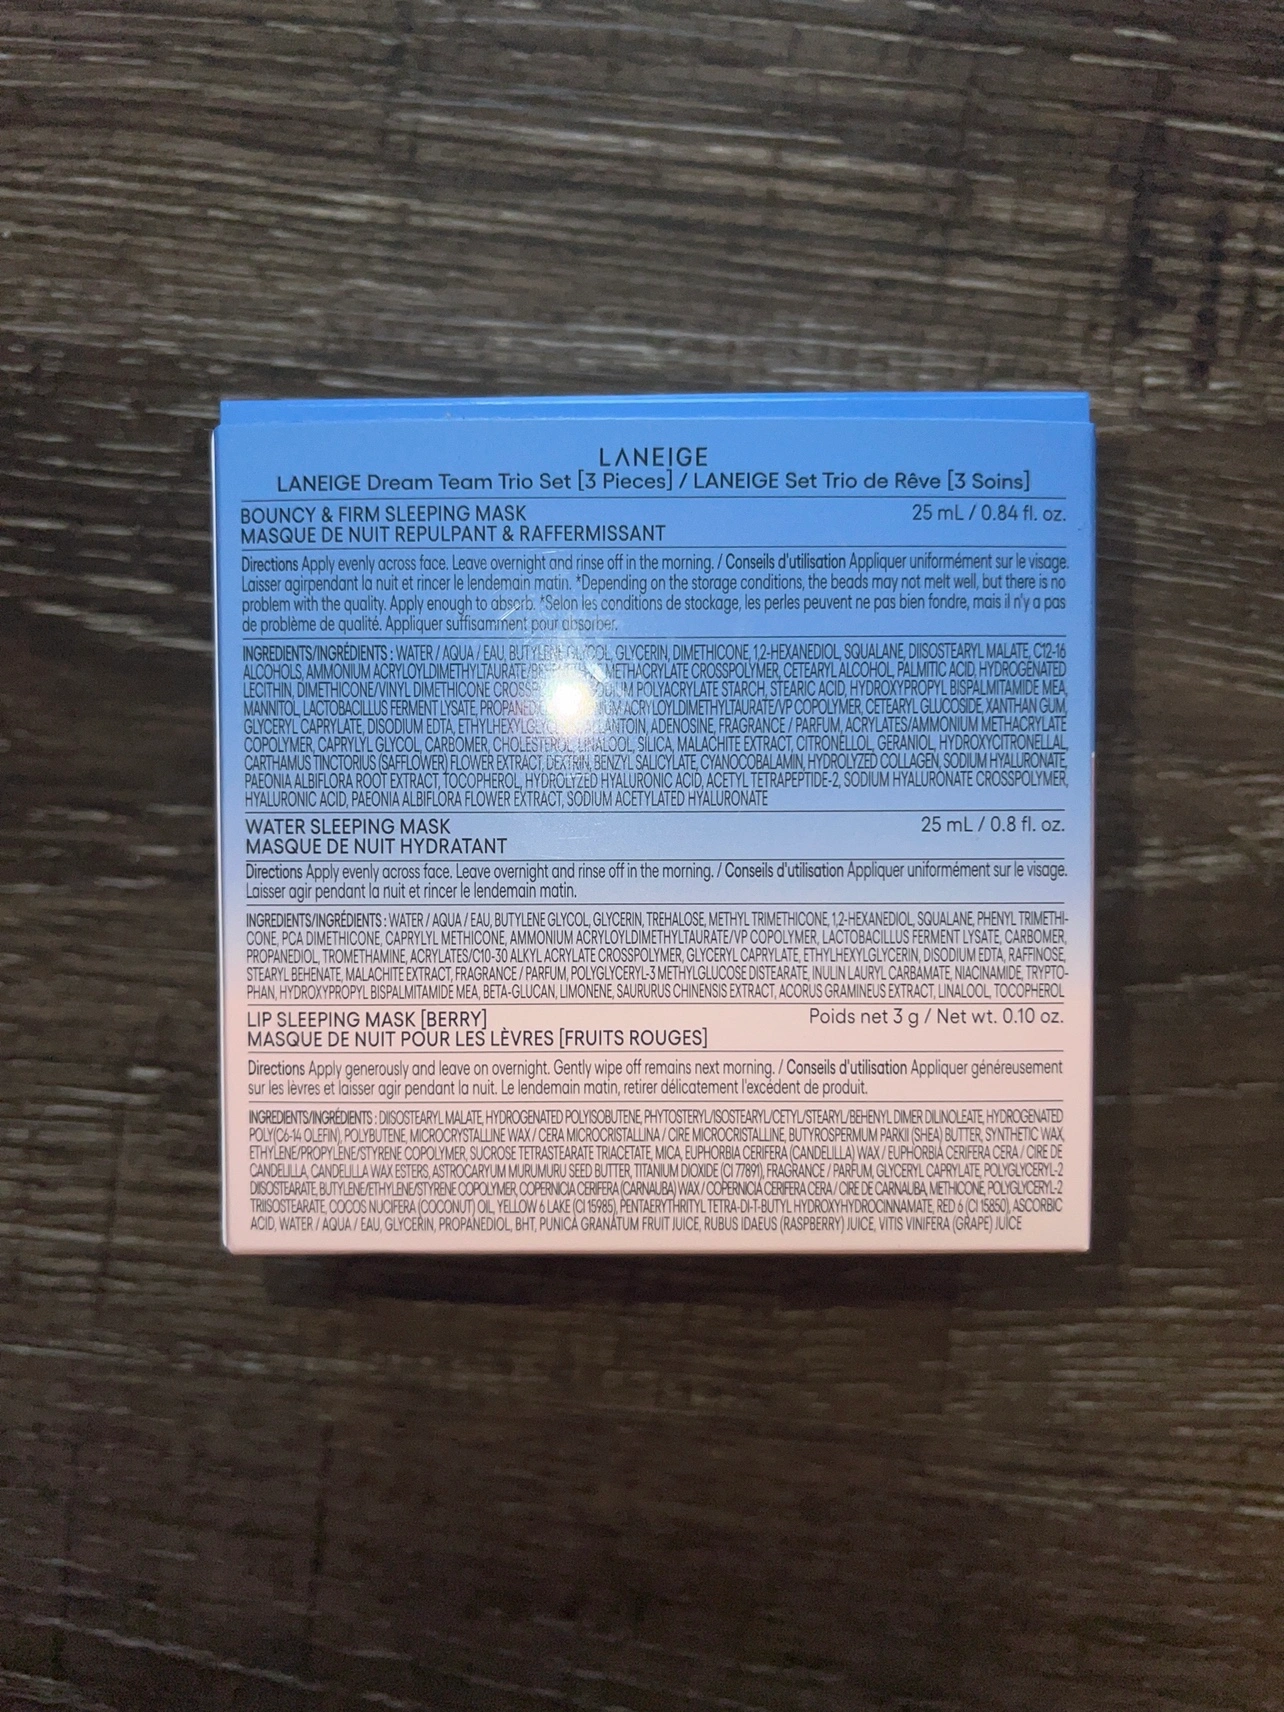 LANEIGE
LANEIGE Dream Team Trio Set [3 Pieces] / LANEIGE Set Trio de Rêve [3 Soins]
BOUNCY & FIRM SLEEPING MASK 25 mL / 0.84 fl. oz.
MASQUE DE NUIT REPULPANT & RAFFERMISSANT
Directions Apply evenly across face. Leave overnight and rinse off in the morning. / Conseils d'utilisation Appliquer uniformément sur le visage.
Laisser agirpendant la nuit et rincer le lendemain matin. *Depending on the storage conditions, the beads may not melt well, but there is no
problem with the quality. Apply enough to absorb. *Selon les conditions de stockage, les perles peuvent ne pas bien fondre, mais il n'y a pas
de problème de qualité. Appliquer suffisamment pour absorber.
INGREDIENTS/INGRÉDIENTS : WATER / AQUA / EAU, BUTYLENE GLYCOL, GLYCERIN, DIMETHICONE, 1,2-HEXANEDIOL, SQUALANE, DIISOSTEARYL MALATE, C12-16
ALCOHOLS, AMMONIUM ACRYLOYLDIMETHYLTAURATE/ METHACRYLATE CROSSPOLYMER, CETEARYL ALCOHOL, PALMITIC ACID, HYDROGENATED
LECITHIN, DIMETHICONE/VINYL DIMETHICONE POLYACRYLATE STARCH, STEARIC ACID, HYDROXYPROPYL BISPALMITAMIDE MEA,
MANNITOL, LACTOBACILLUS FERMENT LYSATE, ACRYLOYLDIMETHYLTAURATE/VP COPOLYMER, CETEARYL GLUCOSIDE, XANTHAN GUM,
GLYCERYL CAPRYLATE, DISODIUM EDTA, ADENOSINE, FRAGRANCE / PARFUM, ACRYLATES/AMMONIUM METHACRYLATE
COPOLYMER, CAPRYLYL GLYCOL, CARBOMER, CHOLESTEROL, LINALOOL, SILICA, MALACHITE EXTRACT, CITRONELLOL, GERANIOL, HYDROXYCITRONELLAL,
CARTHAMUS TINCTORIUS (SAFFLOWER) FLOWER EXTRACT, DEXTRIN, BENZYL SALICYLATE, CYANOCOBALAMIN, HYDROLYZED COLLAGEN, SODIUM HYALURONATE,
PAEONIA ALBIFLORA ROOT EXTRACT, TOCOPHEROL, HYDROLYZED HYALURONIC ACID, ACETYL TETRAPEPTIDE-2, SODIUM HYALURONATE CROSSPOLYMER,
HYALURONIC ACID, PAEONIA ALBIFLORA FLOWER EXTRACT, SODIUM ACETYLATED HYALURONATE
WATER SLEEPING MASK 25 mL / 0.8 fl. oz.
MASQUE DE NUIT HYDRATANT
Directions Apply evenly across face. Leave overnight and rinse off in the morning. / Conseils d'utilisation Appliquer uniformément sur le visage.
Laisser agir pendant la nuit et rincer le lendemain matin.
INGREDIENTS/INGRÉDIENTS : WATER / AQUA / EAU, BUTYLENE GLYCOL, GLYCERIN, TREHALOSE, METHYL TRIMETHICONE, 1,2-HEXANEDIOL, SQUALANE, PHENYL TRIMETHI-
CONE, PCA DIMETHICONE, CAPRYLYL METHICONE, AMMONIUM ACRYLOYLDIMETHYLTAURATE/VP COPOLYMER, LACTOBACILLUS FERMENT LYSATE, CARBOMER,
PROPANEDIOL, TROMETHAMINE, ACRYLATES/C10-30 ALKYL ACRYLATE CROSSPOLYMER, GLYCERYL CAPRYLATE, ETHYLHEXYLGLYCERIN, DISODIUM EDTA, RAFFINOSE,
STEARYL BEHENATE, MALACHITE EXTRACT, FRAGRANCE / PARFUM, POLYGLYCERYL-3 METHYLGLUCOSE DISTEARATE, INULIN LAURYL CARBAMATE, NIACINAMIDE, TRYPTO-
PHAN, HYDROXYPROPYL BISPALMITAMIDE MEA, BETA-GLUCAN, LIMONENE, SAURURUS CHINENSIS EXTRACT, ACORUS GRAMINEUS EXTRACT, LINALOOL, TOCOPHEROL
LIP SLEEPING MASK [BERRY] Poids net 3 g / Net wt. 0.10 oz.
MASQUE DE NUIT POUR LES LÈVRES [FRUITS ROUGES]
Directions Apply generously and leave on overnight. Gently wipe off remains next morning. / Conseils d'utilisation Appliquer généreusement
sur les lèvres et laisser agir pendant la nuit. Le lendemain matin, retirer délicatement l'excédent de produit.
INGREDIENTS/INGRÉDIENTS : DIISOSTEARYL MALATE, HYDROGENATED POLYISOBUTENE, PHYTOSTERYL/ISOSTEARYL/CETYL/STEARYL/BEHENYL DIMER DILINOLEATE, HYDROGENATED
POLY(C6-14 OLEFIN), POLYBUTENE, MICROCRYSTALLINE WAX / CERA MICROCRISTALLINA / CIRE MICROCRISTALLINE, BUTYROSPERMUM PARKII (SHEA) BUTTER, SYNTHETIC WAX,
ETHYLENE/PROPYLENE/STYRENE COPOLYMER, SUCROSE TETRASTEARATE TRIACETATE, MICA, EUPHORBIA CERIFERA (CANDELILLA) WAX / EUPHORBIA CERIFERA CERA / CIRE DE
CANDELILLA, CANDELILLA WAX ESTERS, ASTROCARYUM MURUMURU SEED BUTTER, TITANIUM DIOXIDE (CI 77891), FRAGRANCE / PARFUM, GLYCERYL CAPRYLATE, POLYGLYCERYL-2
DIISOSTEARATE, BUTYLENE/ETHYLENE/STYRENE COPOLYMER, COPERNICIA CERIFERA (CARNAUBA) WAX / COPERNICIA CERIFERA CERA / CIRE DE CARNAUBA, METHICONE, POLYGLYCERYL-2
TRIISOSTEARATE, COCOS NUCIFERA (COCONUT) OIL, YELLOW 6 LAKE (CI 15985), PENTAERYTHRITYL TETRA-DI-T-BUTYL HYDROXYHYDROCINNAMATE, RED 6 (CI 15850), ASCORBIC
ACID, WATER / AQUA / EAU, GLYCERIN, PROPANEDIOL, BHT, PUNICA GRANATUM FRUIT JUICE, RUBUS IDAEUS (RASPBERRY) JUICE, VITIS VINIFERA (GRAPE) JUICE